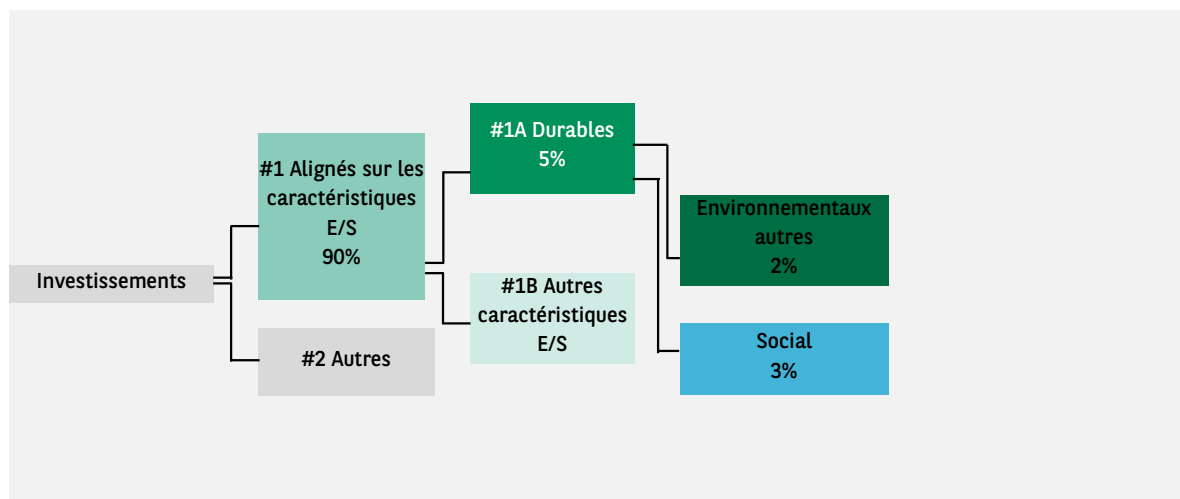 Investissements
#1 Alignés sur les
caractéristiques
E/S
90%
#2 Autres
#1A Durables
5%
#1B Autres
caractéristiques
E/S
Environnementaux
autres
2%
Social
3%